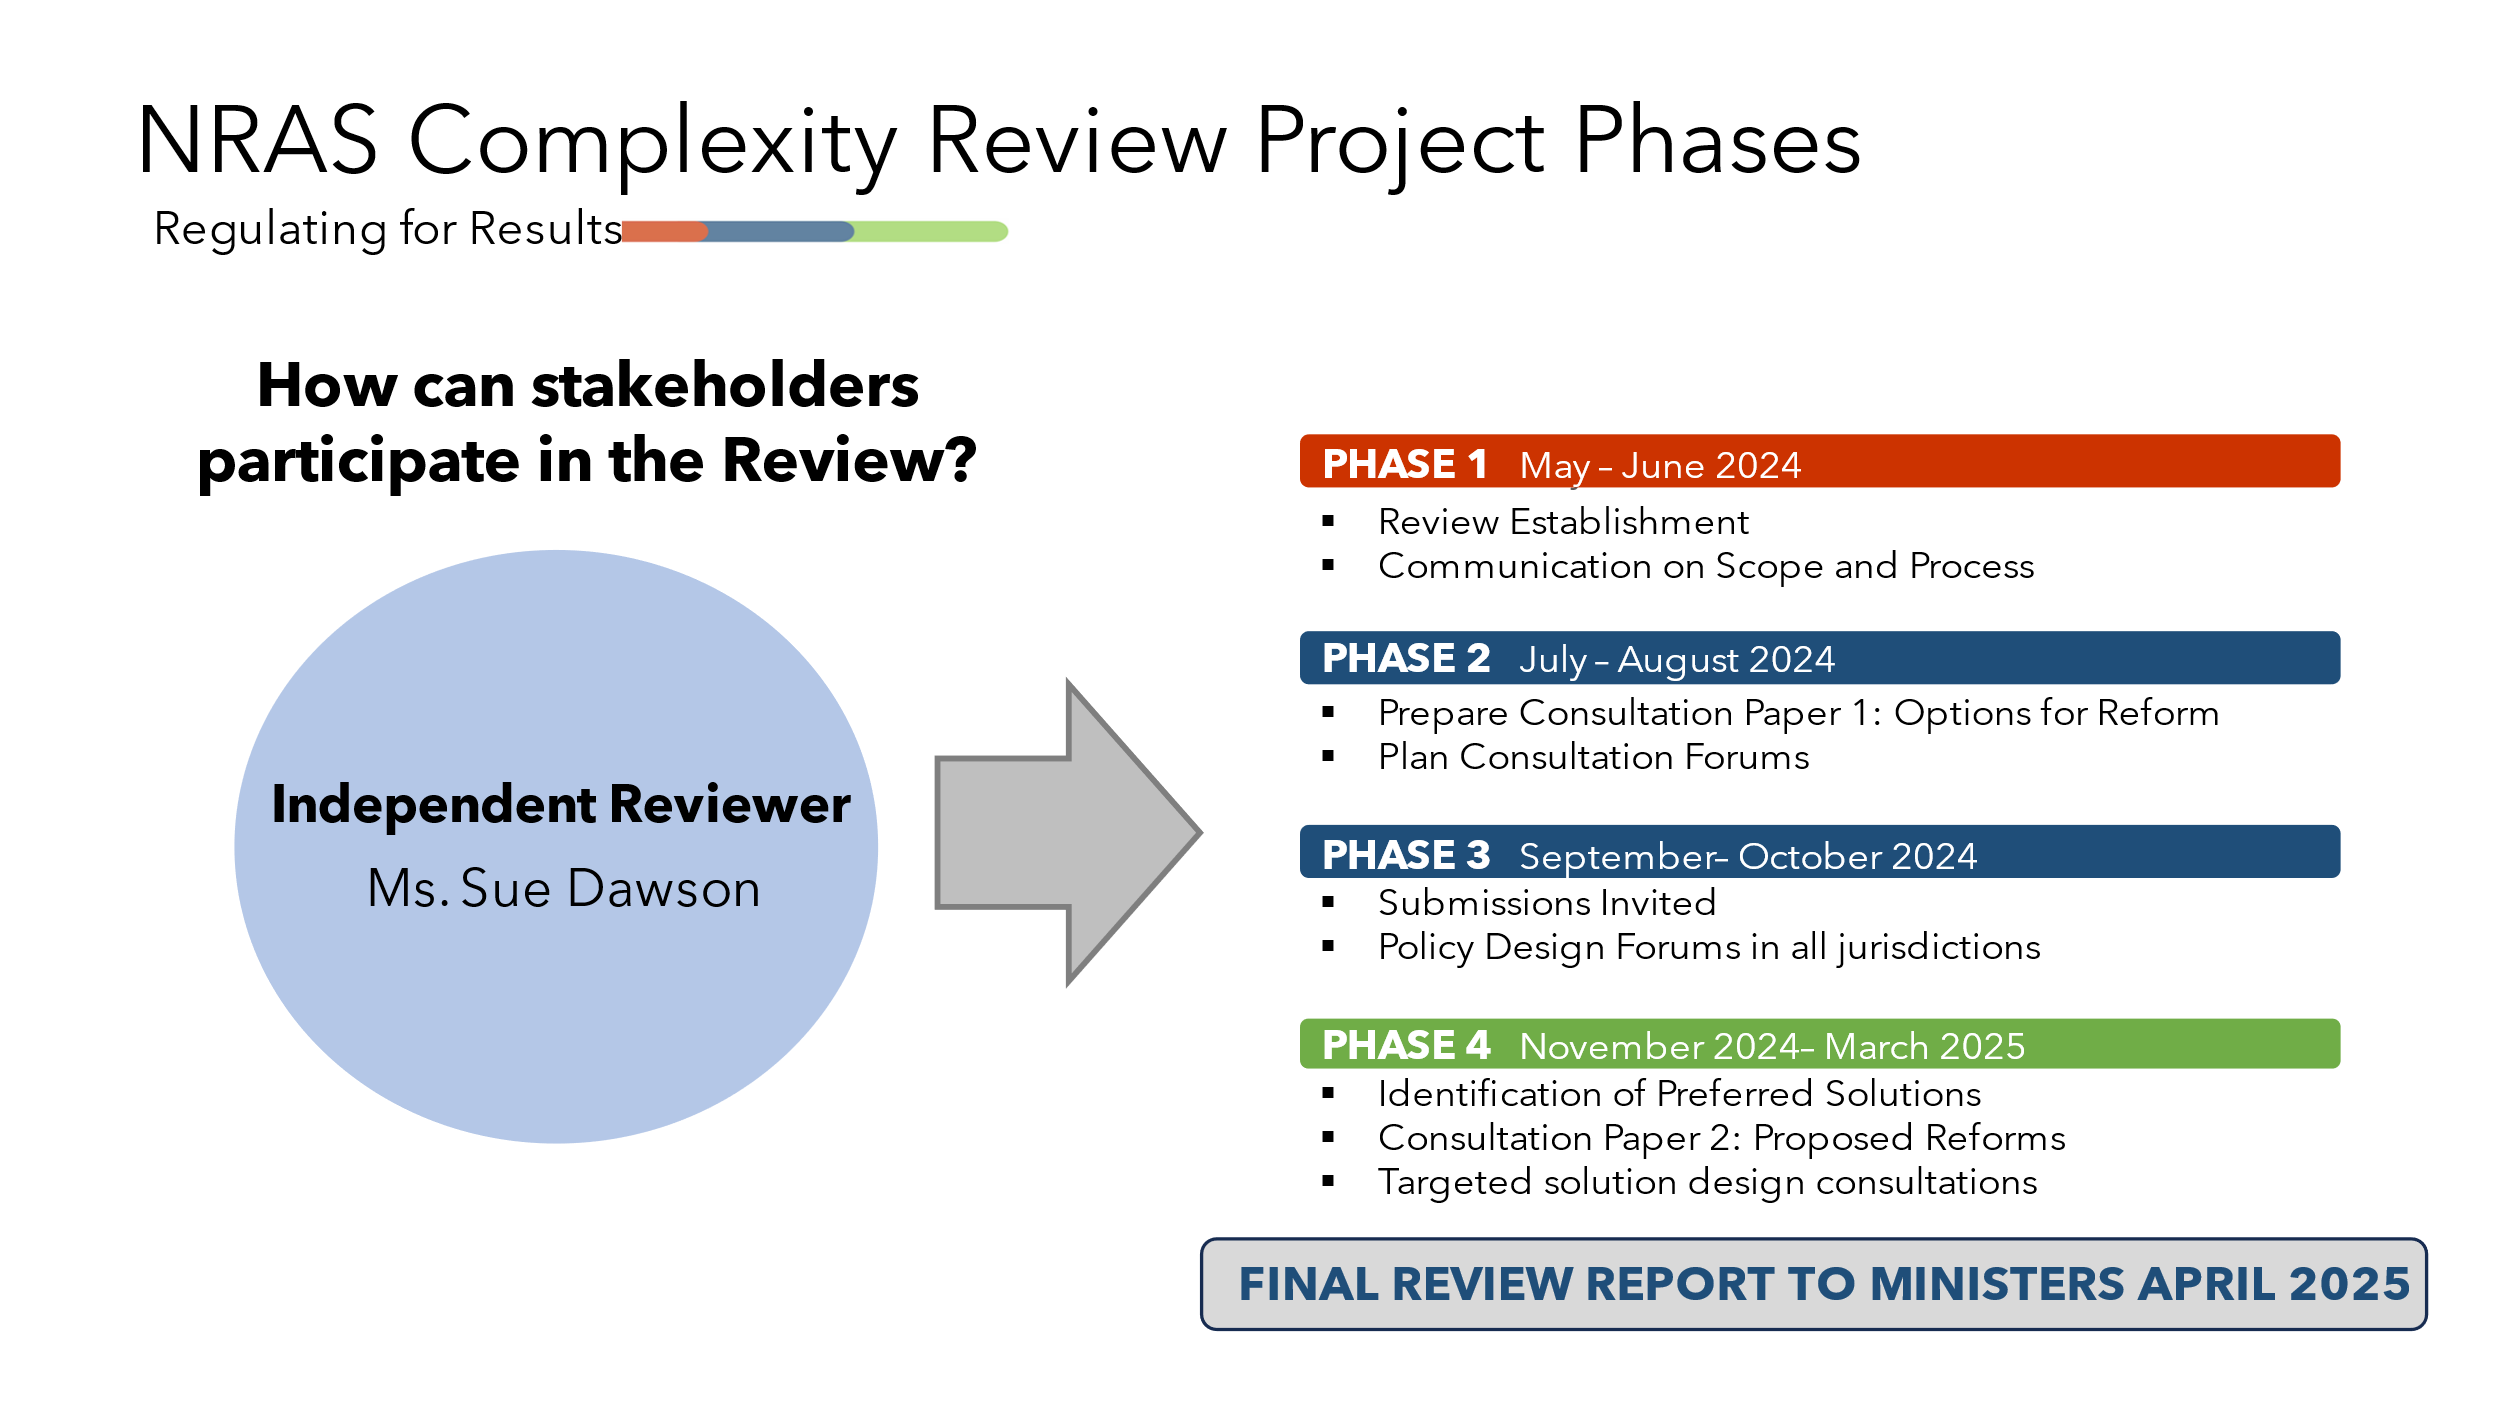 NRAS Complexity Review Project Phases
Regulating for Results
How can stakeholders
participate in the Review?
Independent Reviewer
Ms. Sue Dawson
PHASE 1 May – June 2024
▪ Review Establishment
▪ Communication on Scope and Process
PHASE 2 July – August 2024
▪ Prepare Consultation Paper 1: Options for Reform
▪ Plan Consultation Forums
PHASE 3 September– October 2024
▪ Submissions Invited
▪ Policy Design Forums in all jurisdictions
PHASE 4 November 2024– March 2025
▪ Identification of Preferred Solutions
▪ Consultation Paper 2: Proposed Reforms
▪ Targeted solution design consultations
FINAL REVIEW REPORT TO MINISTERS APRIL 2025